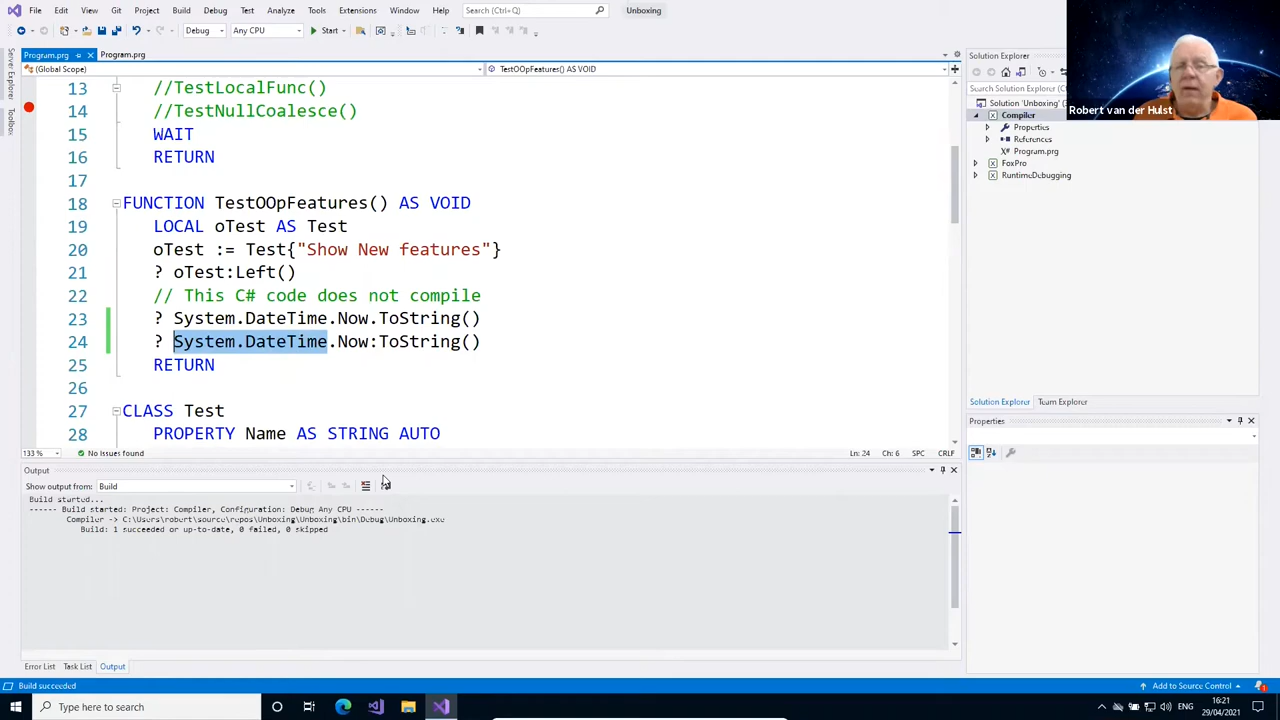 File Edit View Git Project Build Debug Test Analyze Tools Extensions Window Help Search (Ctrl+Q) Unboxing
Debug Any CPU Start
Program.prg Program.prg
(Global Scope) TestOOpFeatures() AS VOID
Server Explorer
Toolbox
13 //TestLocalFunc()
14 //TestNullCoalesce()
15 WAIT
16 RETURN
17
18 FUNCTION TestOOpFeatures() AS VOID
19 LOCAL oTest AS Test
20 oTest := Test{"Show New features"}
21 ? oTest:Left()
22 // This C# code does not compile
23 ? System.DateTime.Now.ToString()
24 ? System.DateTime.Now:ToString()
25 RETURN
26
27 CLASS Test
28 PROPERTY Name AS STRING AUTO
133 % No issues found Ln: 24 Ch: 6 SPC CRLF
Output
Show output from: Build
Build started...
------ Build started: Project: Compiler, Configuration: Debug Any CPU ------
Compiler -> C:\Users\robert\source\repos\Unboxing\Unboxing\bin\Debug\Unboxing.exe
Build: 1 succeeded or up-to-date, 0 failed, 0 skipped
Error List Task List Output
Solution Explorer
Search Solution Explorer (Ct
Solution 'Unboxing' (
Compiler
Properties
References
Program.prg
FoxPro
RuntimeDebugging
Robert van der Hulst
Solution Explorer Team Explorer
Properties
Build succeeded Add to Source Control 1
Type here to search
16:21
29/04/2021